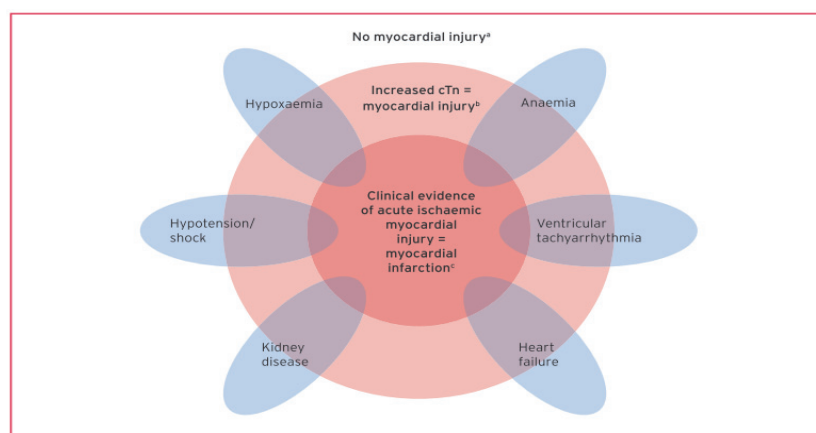 No myocardial injuryᵃ
Increased cTn =
myocardial injuryᵇ
Hypoxaemia
Anaemia
Clinical evidence
of acute ischaemic
myocardial
injury =
myocardial
infarctionᶜ
Hypotension/
shock
Ventricular
tachyarrhythmia
Kidney
disease
Heart
failure